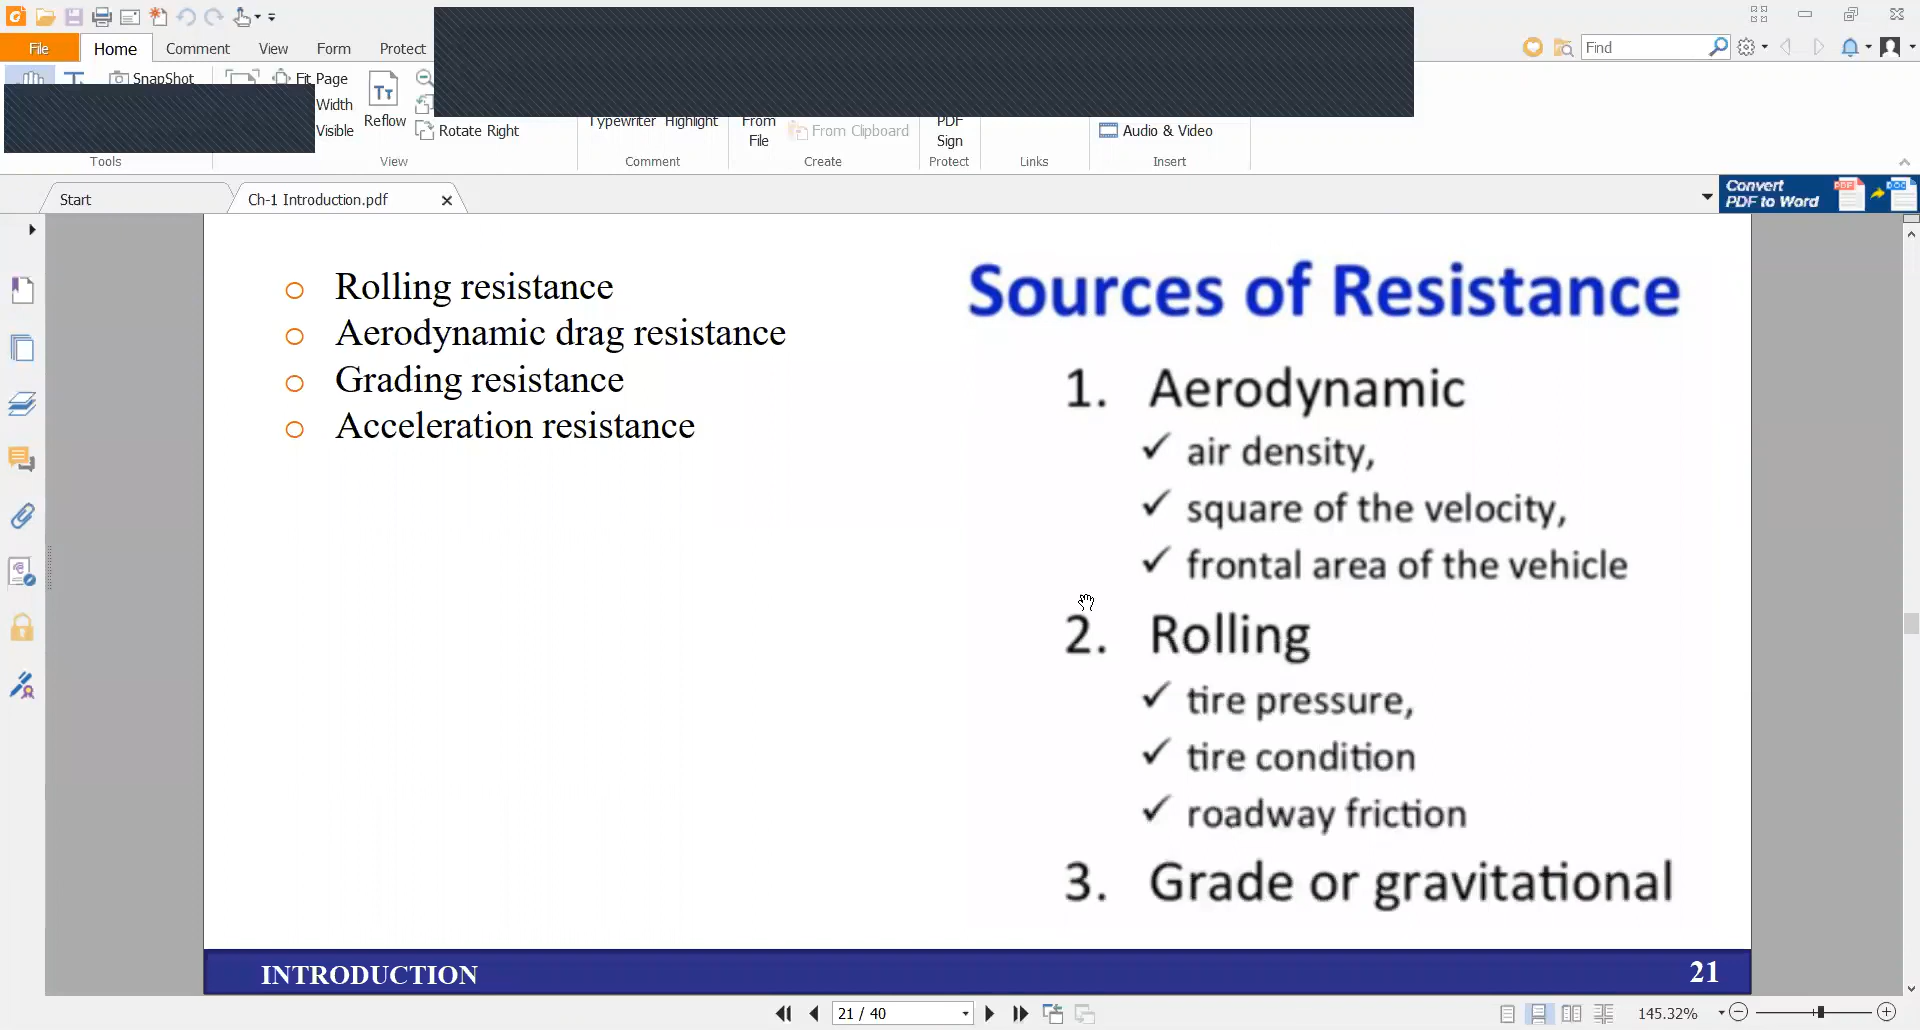 File
Home
Comment
View
Form
Protect
Find
SnapShot
Fit Page
Width
Visible
Reflow
Rotate Right
Typewriter
Highlight
From
File
From Clipboard
PDF
Sign
Audio & Video
Tools
View
Comment
Create
Protect
Links
Insert
Start
Ch-1 Introduction.pdf
Convert
PDF to Word
PDF
DOC
Rolling resistance
Aerodynamic drag resistance
Grading resistance
Acceleration resistance
Sources of Resistance
1. Aerodynamic
✓ air density,
✓ square of the velocity,
✓ frontal area of the vehicle
2. Rolling
✓ tire pressure,
✓ tire condition
✓ roadway friction
3. Grade or gravitational
INTRODUCTION
21
21 / 40
145.32%